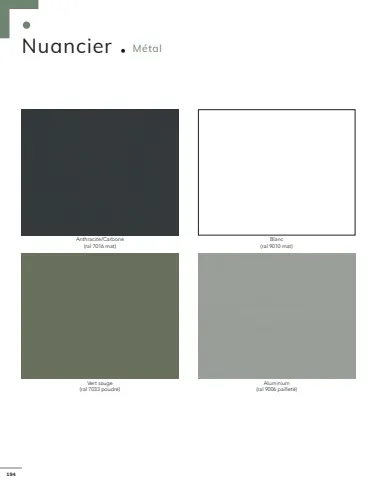 Nuancier . Métal
Anthracite/Carbone
(ral 7016 mat)
Blanc
(ral 9010 mat)
Vert sauge
(ral 7033 poudré)
Aluminium
(ral 9006 pailleté)
194